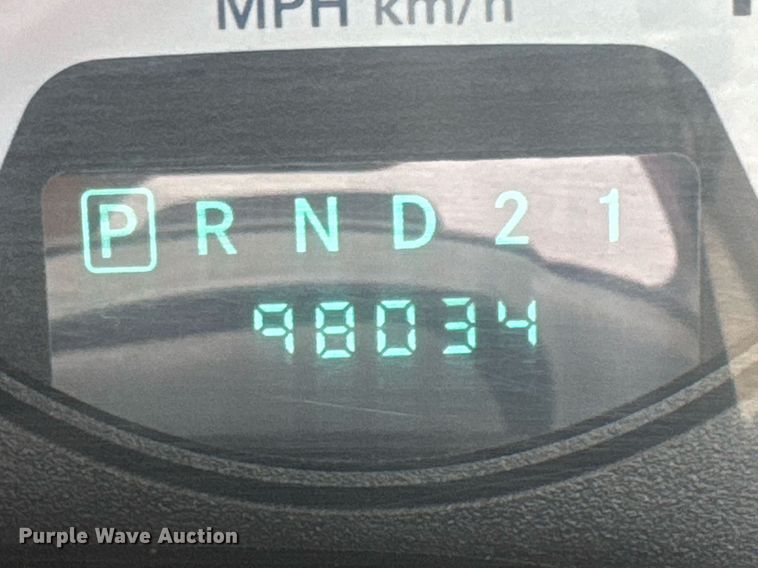 MPH km/h
P R N D 2 1
98034
Purple Wave Auction